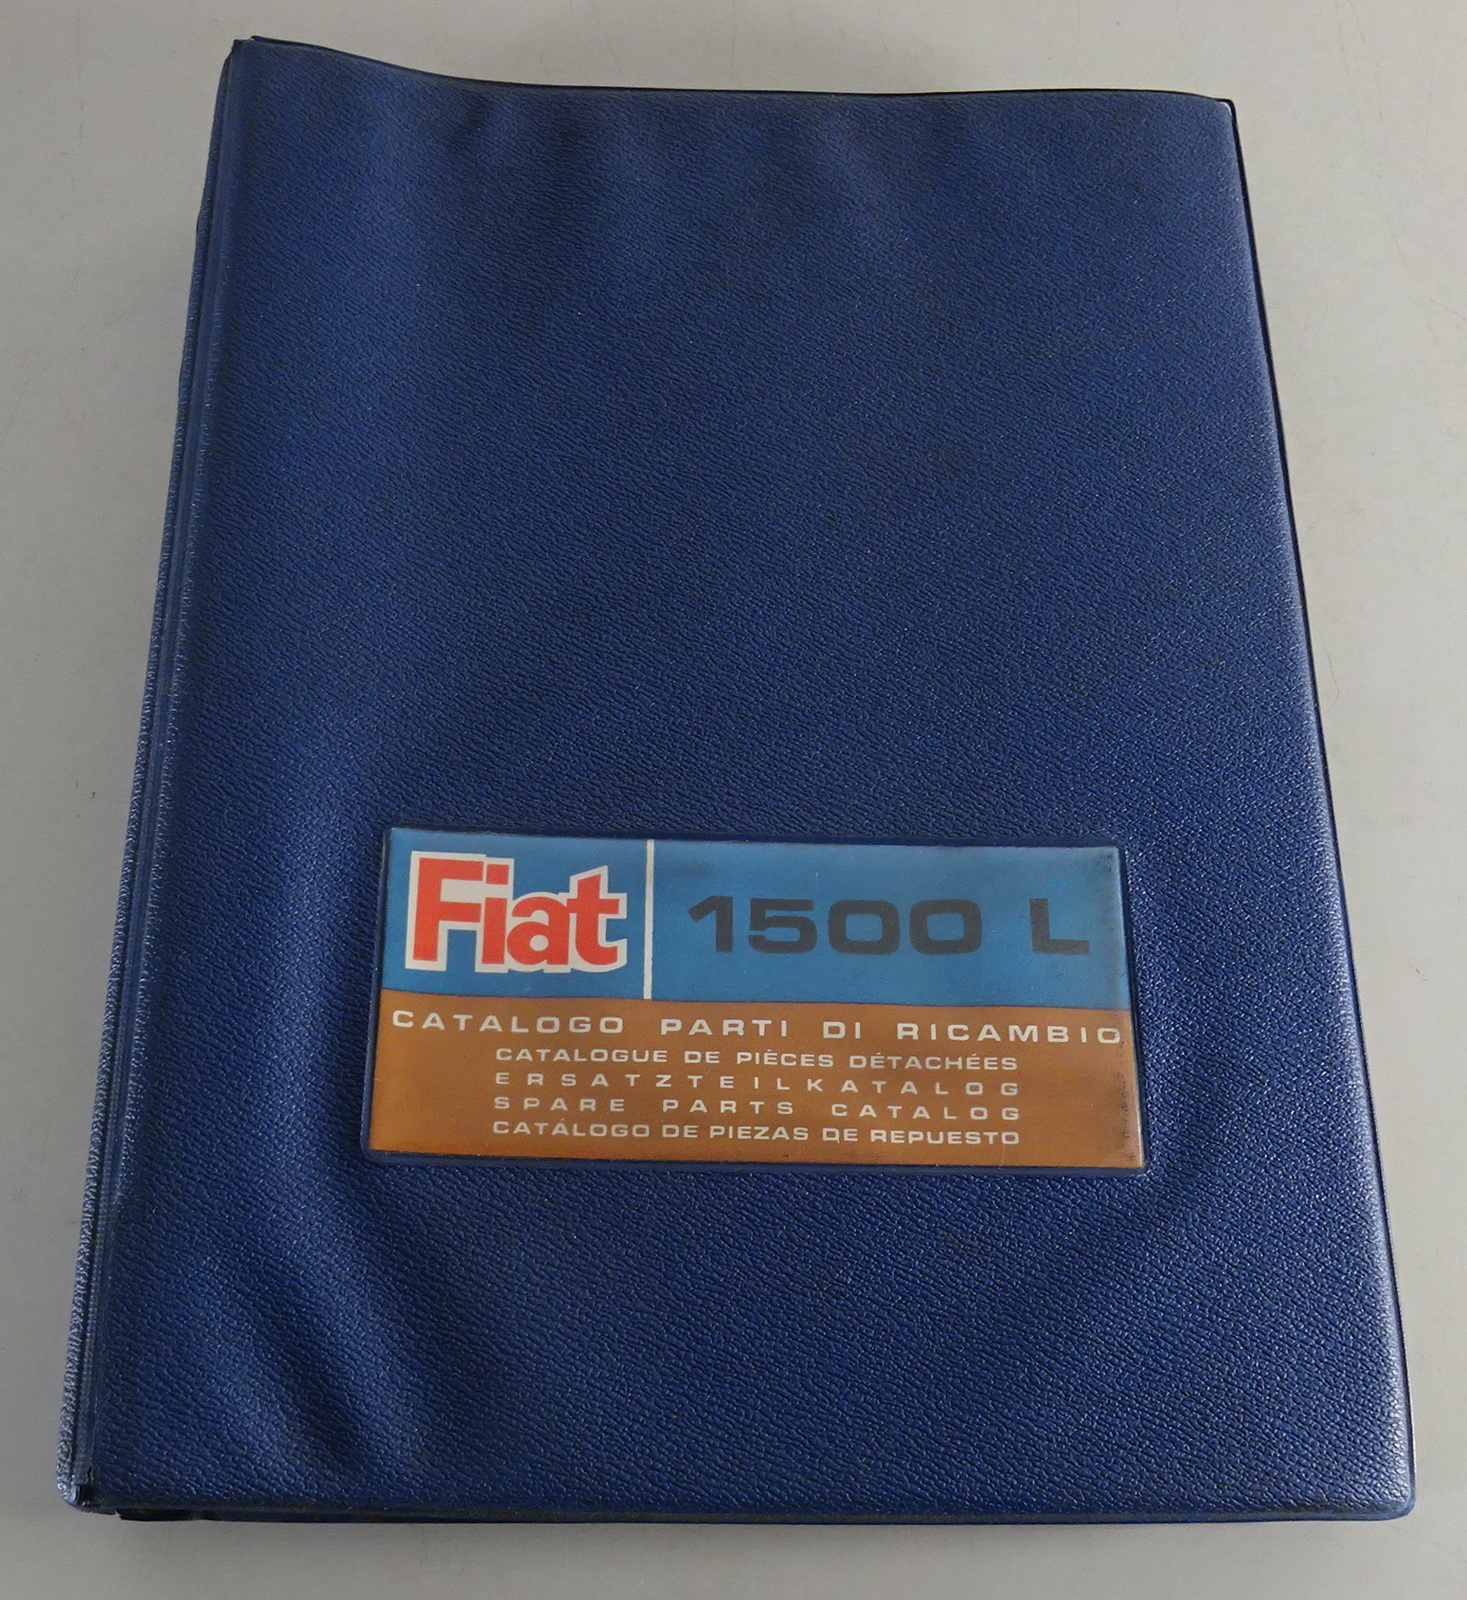 Fiat 1500 L
CATALOGO PARTI DI RICAMBIO
CATALOGUE DE PIÈCES DÉTACHÉES
ERSATZTEILKATALOG
SPARE PARTS CATALOG
CATÁLOGO DE PIEZAS DE REPUESTO